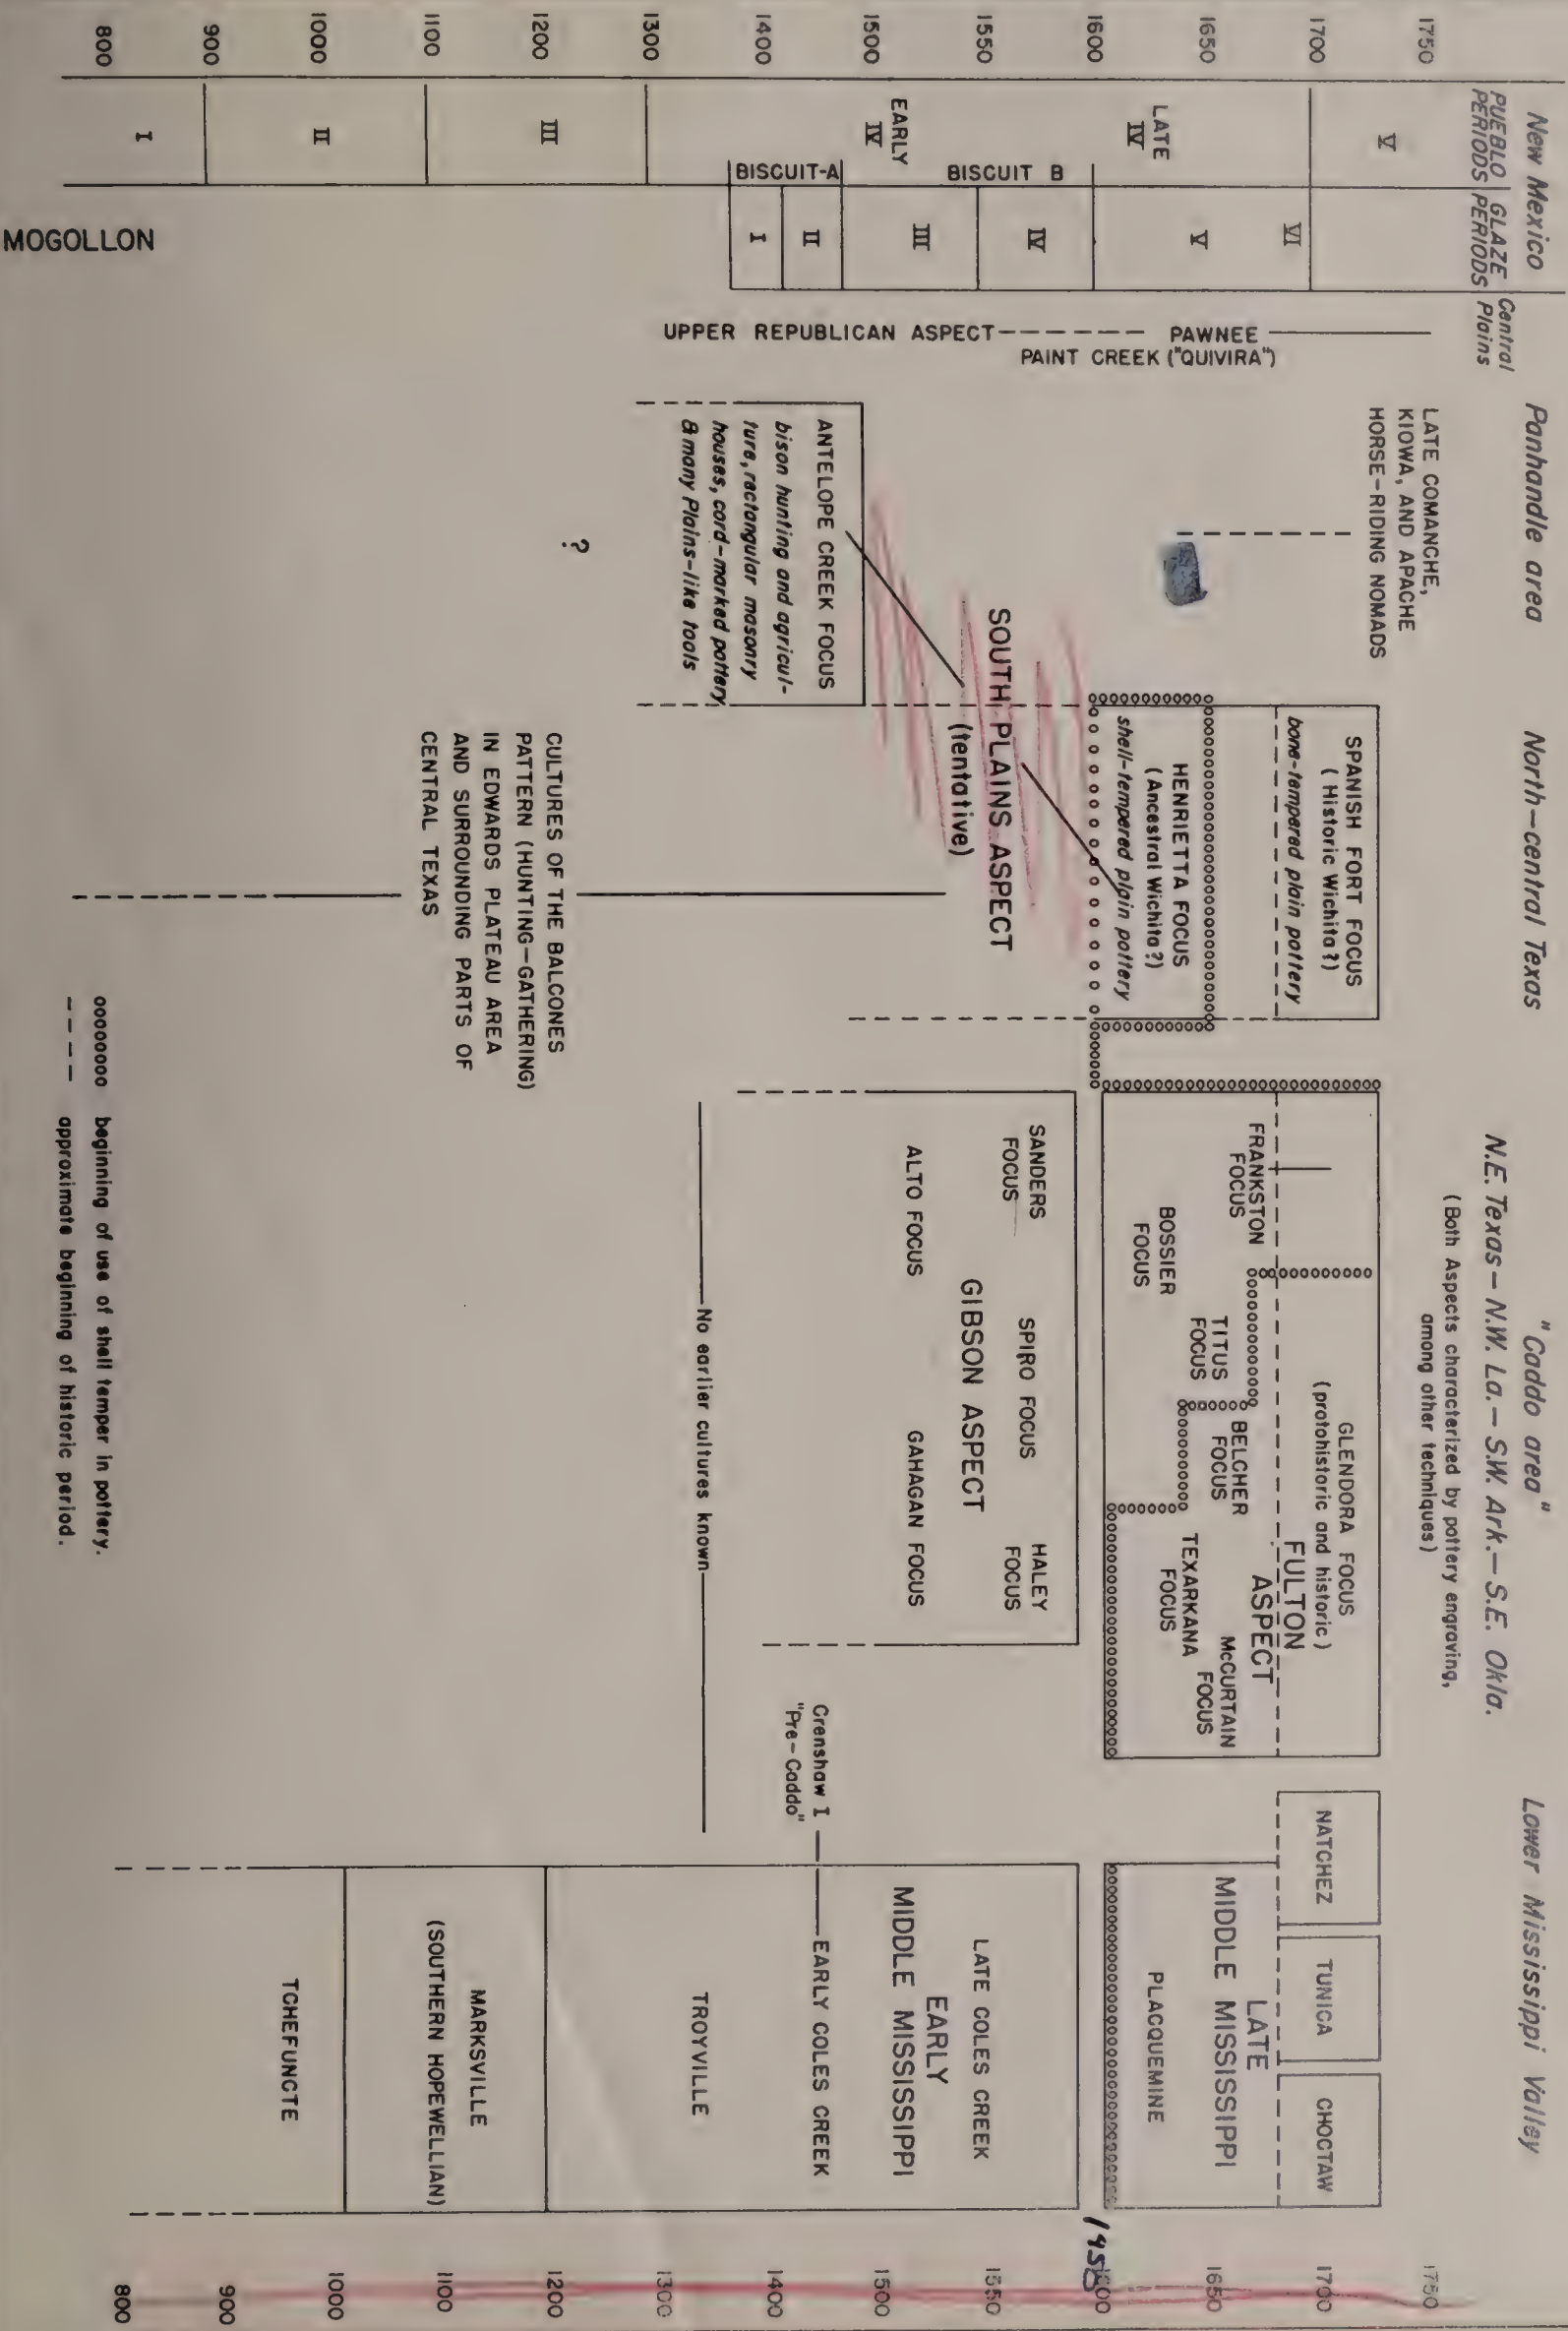 New Mexico
PUEBLO PERIODS
GLAZE PERIODS
Central Plains
Panhandle area
North-central Texas
"Caddo area"
N.E. Texas – N.W. La. – S.W. Ark. – S.E. Okla.
(Both Aspects characterized by pottery engraving,
among other techniques)
Lower Mississippi Valley
1750
1700
1650
1600
1550
1500
1400
1300
1200
1100
1000
900
800
V
LATE
IV
EARLY
IV
III
II
I
BISCUIT B
BISCUIT-A
VI
V
IV
III
II
I
MOGOLLON
PAWNEE
UPPER REPUBLICAN ASPECT
PAINT CREEK ("QUIVIRA")
LATE COMANCHE,
KIOWA, AND APACHE
HORSE-RIDING NOMADS
ANTELOPE CREEK FOCUS
bison hunting and agricul-
ture, rectangular masonry
houses, cord-marked pottery
& many Plains-like tools
?
SOUTH PLAINS ASPECT
(tentative)
SPANISH FORT FOCUS
(Historic Wichita?)
bone-tempered plain pottery
HENRIETTA FOCUS
(Ancestral Wichita?)
shell-tempered plain pottery
CULTURES OF THE BALCONES
PATTERN (HUNTING-GATHERING)
IN EDWARDS PLATEAU AREA
AND SURROUNDING PARTS OF
CENTRAL TEXAS
GLENDORA FOCUS
(protohistoric and historic)
FULTON
ASPECT
FRANKSTON
FOCUS
BOSSIER
FOCUS
TITUS
FOCUS
BELCHER
FOCUS
TEXARKANA
FOCUS
McCURTAIN
FOCUS
SANDERS
FOCUS
SPIRO FOCUS
HALEY
FOCUS
GIBSON ASPECT
ALTO FOCUS
GAHAGAN FOCUS
No earlier cultures known
Crenshaw I
"Pre-Caddo"
NATCHEZ
TUNICA
CHOCTAW
LATE
MIDDLE MISSISSIPPI
PLACQUEMINE
LATE COLES CREEK
EARLY
MIDDLE MISSISSIPPI
EARLY COLES CREEK
TROYVILLE
MARKSVILLE
(SOUTHERN HOPEWELLIAN)
TCHEFUNCTE
1750
1700
1650
1600
1550
1500
1400
1300
1200
1100
1000
900
800
oooooooo beginning of use of shell temper in pottery.
---- approximate beginning of historic period.